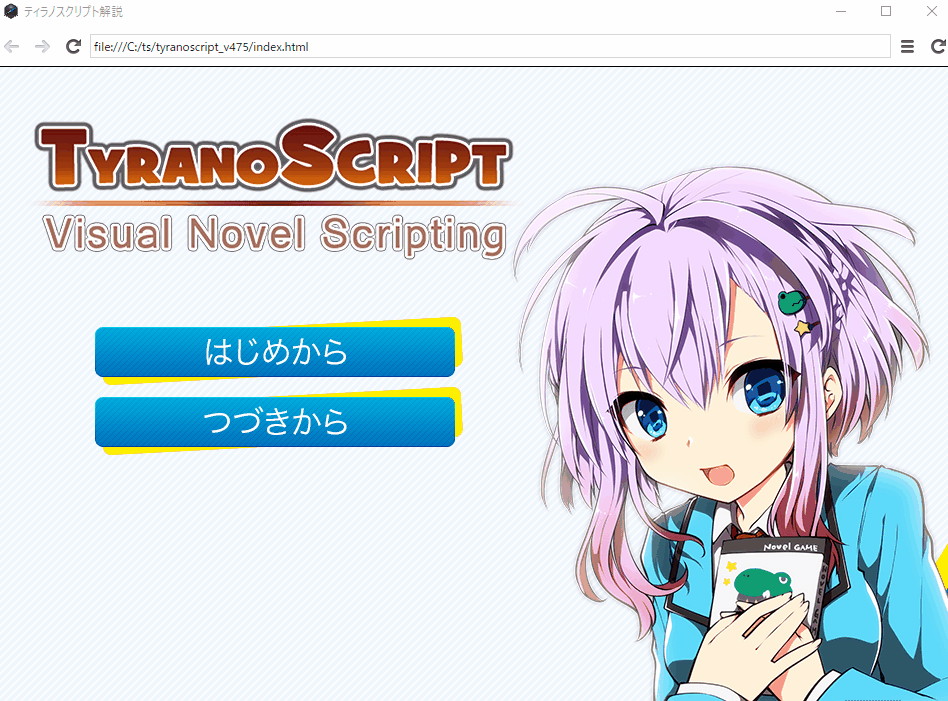 ティラノスクリプト解説
file:///C:/ts/tyranoscript_v475/index.html
TYRANOSCRIPT
Visual Novel Scripting
はじめから
つづきから
Novel GAME